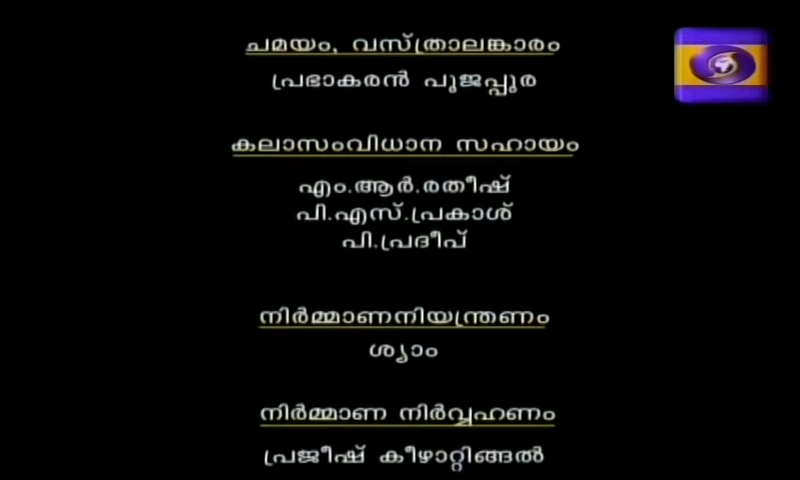 ചമയം, വസ്ത്രാലങ്കാരം
പ്രഭാകരൻ പൂജപ്പുര
കലാസംവിധാന സഹായം
എം.ആർ.രതീഷ്
പി.എസ്.പ്രകാശ്
പി.പ്രദീപ്
നിർമ്മാണനിയന്ത്രണം
ശ്യാം
നിർമ്മാണ നിർവ്വഹണം
പ്രജീഷ് കീഴാറ്റിങ്ങൽ